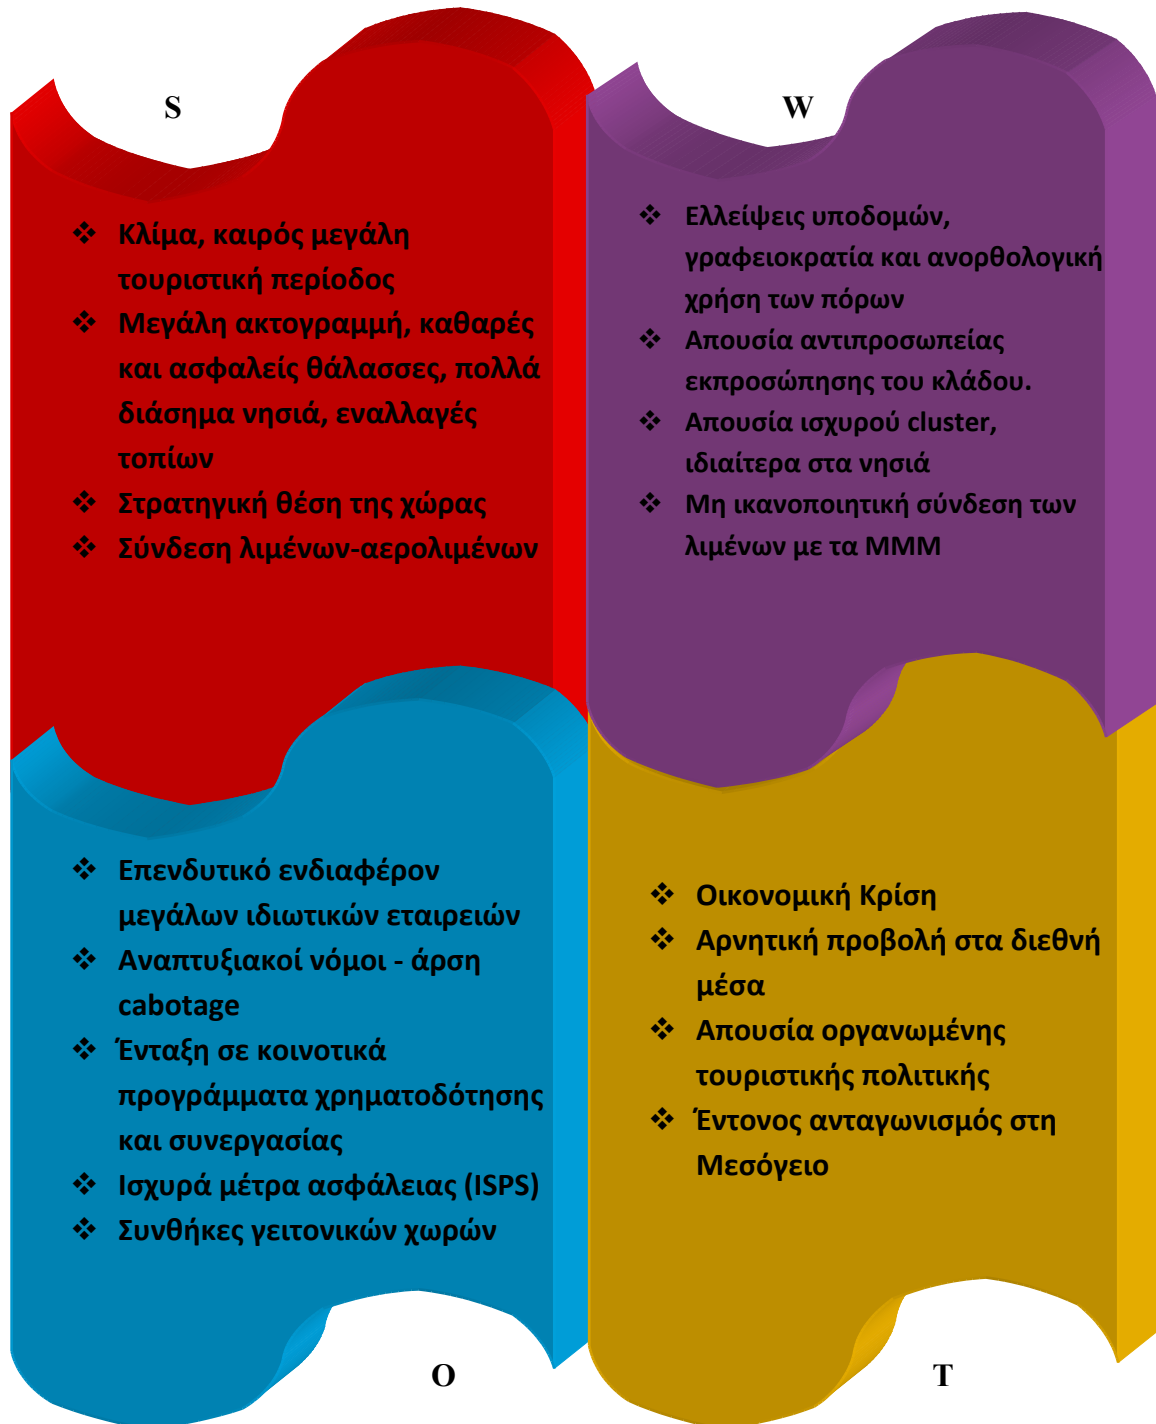 S
❖ Κλίμα, καιρός μεγάλη
τουριστική περίοδος
❖ Μεγάλη ακτογραμμή, καθαρές
και ασφαλείς θάλασσες, πολλά
διάσημα νησιά, εναλλαγές
τοπίων
❖ Στρατηγική θέση της χώρας
❖ Σύνδεση λιμένων-αερολιμένων
W
❖ Ελλείψεις υποδομών,
γραφειοκρατία και ανορθολογική
χρήση των πόρων
❖ Απουσία αντιπροσωπείας
εκπροσώπησης του κλάδου.
❖ Απουσία ισχυρού cluster,
ιδιαίτερα στα νησιά
❖ Μη ικανοποιητική σύνδεση των
λιμένων με τα ΜΜΜ
❖ Επενδυτικό ενδιαφέρον
μεγάλων ιδιωτικών εταιρειών
❖ Αναπτυξιακοί νόμοι - άρση
cabotage
❖ Ένταξη σε κοινοτικά
προγράμματα χρηματοδότησης
και συνεργασίας
❖ Ισχυρά μέτρα ασφάλειας (ISPS)
❖ Συνθήκες γειτονικών χωρών
O
❖ Οικονομική Κρίση
❖ Αρνητική προβολή στα διεθνή
μέσα
❖ Απουσία οργανωμένης
τουριστικής πολιτικής
❖ Έντονος ανταγωνισμός στη
Μεσόγειο
T